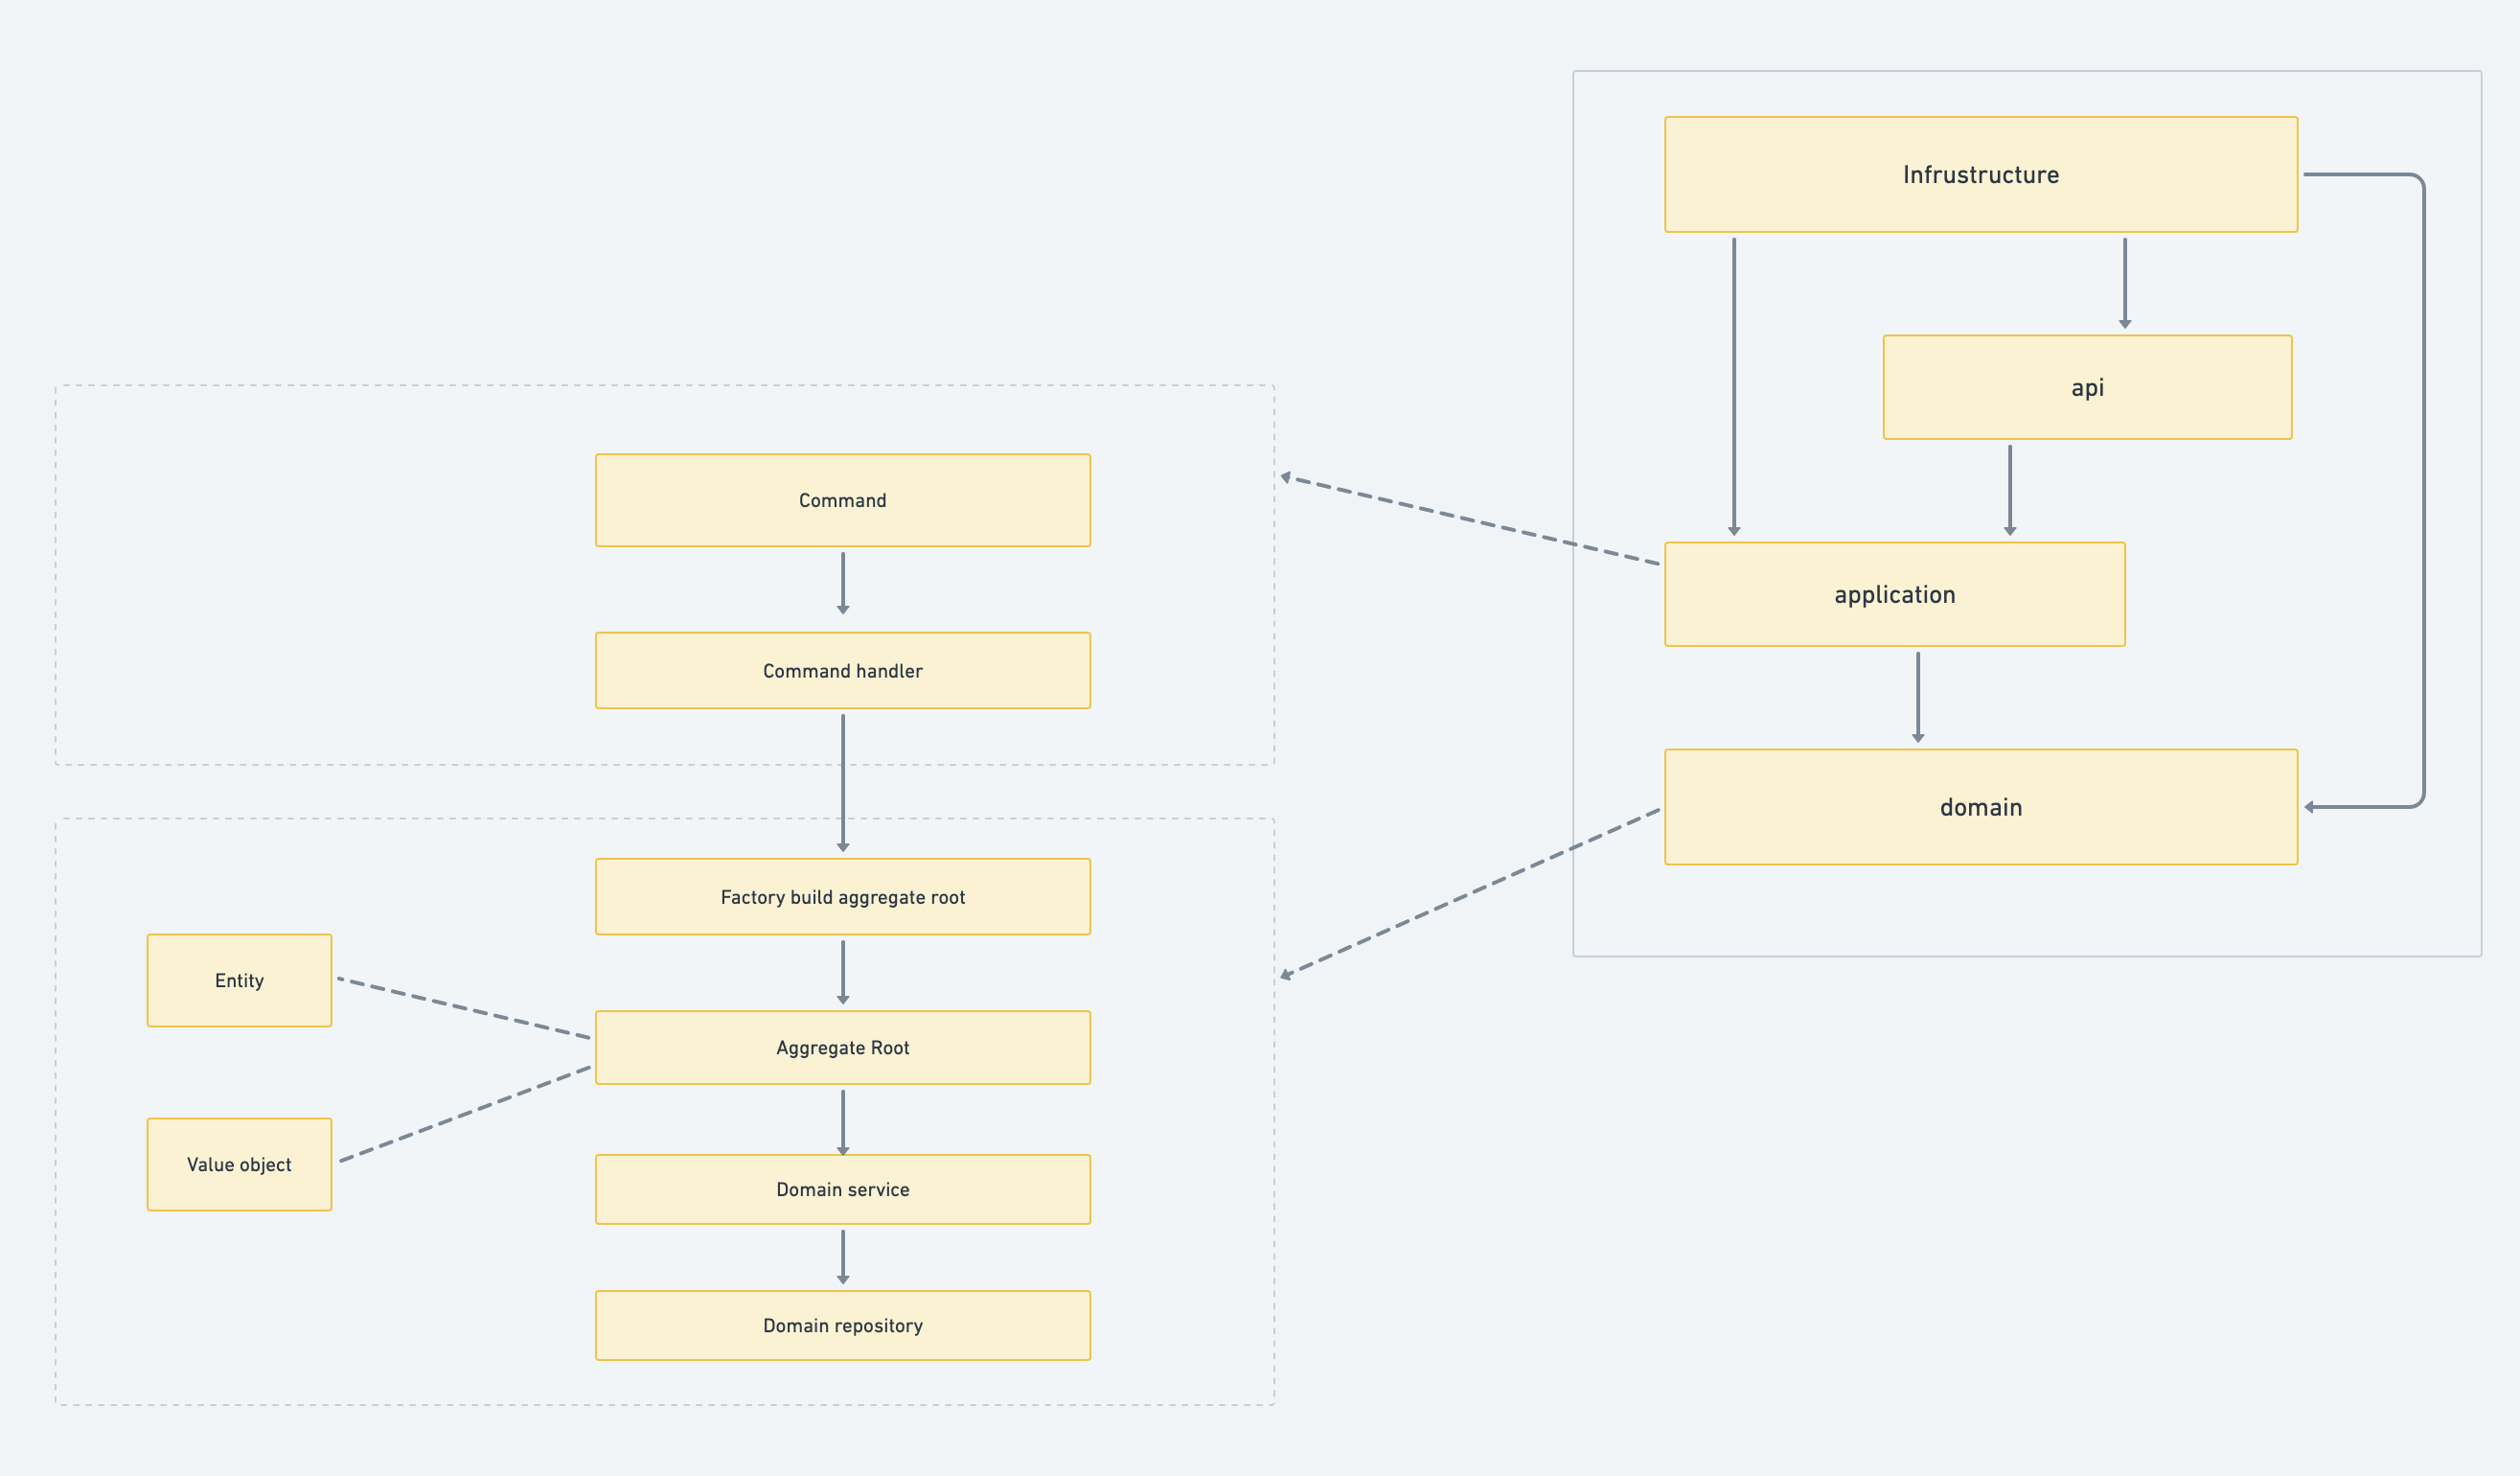 Infrustructure
api
application
domain
Command
Command handler
Factory build aggregate root
Entity
Aggregate Root
Value object
Domain service
Domain repository